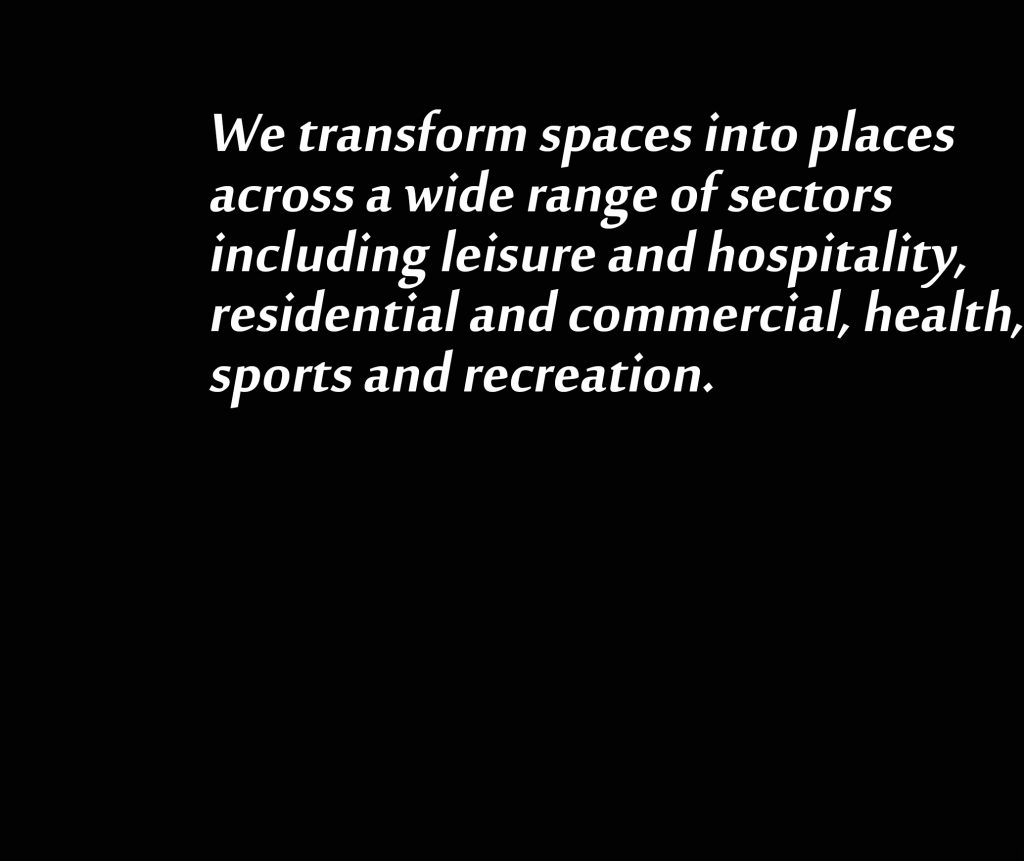 We transform spaces into places
across a wide range of sectors
including leisure and hospitality,
residential and commercial, health,
sports and recreation.